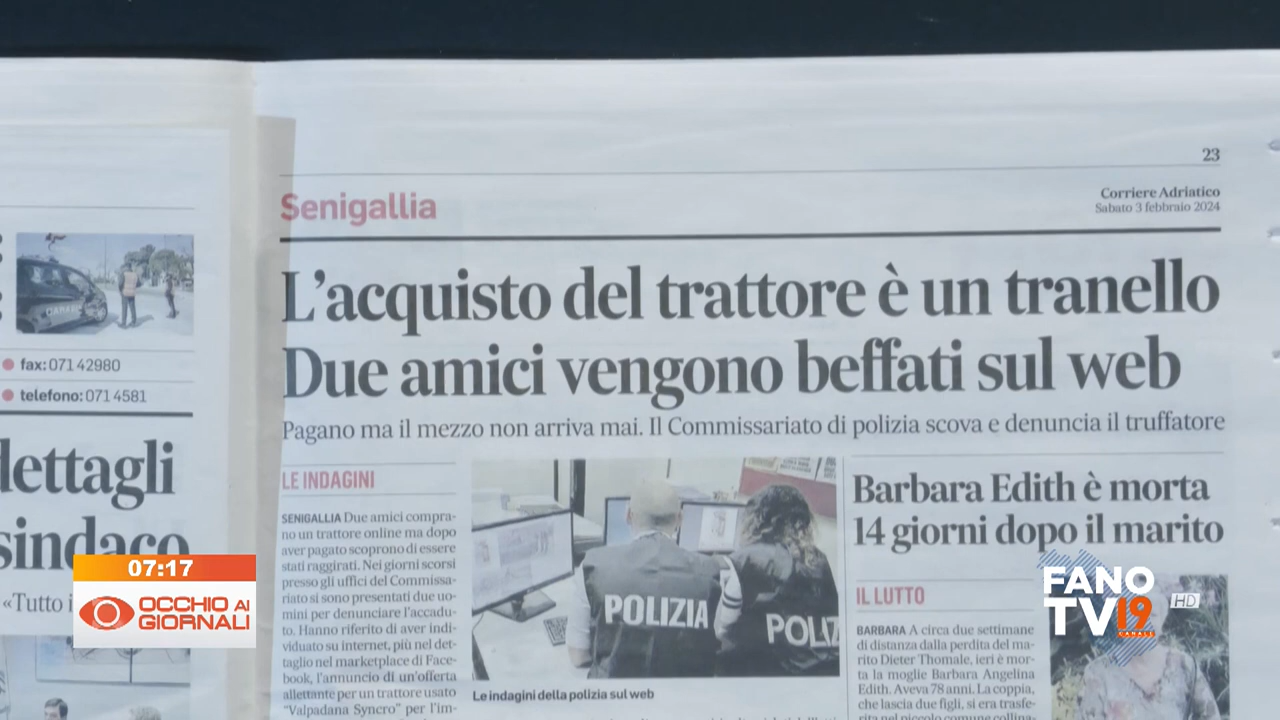 23
Senigallia
Corriere Adriatico
Sabato 3 febbraio 2024
L'acquisto del trattore è un tranello
Due amici vengono beffati sul web
Pagano ma il mezzo non arriva mai. Il Commissariato di polizia scova e denuncia il truffatore
fax: 071 42980
telefono: 071 4581
dettagli
sindaco
«Tutto
LE INDAGINI
SENIGALLIA Due amici compra-
no un trattore online ma dopo
aver pagato scoprono di essere
stati raggirati. Nei giorni scorsi
presso gli uffici del Commissa-
riato si sono presentati due uo-
mini per denunciare l'accadu-
to. Hanno riferito di aver indi-
viduato su internet, più nel det-
taglio nel marketplace di Face-
book, l'annuncio di un'offerta
allettante per un trattore usato
"Valpadana Syncro" per l'im-
POLIZIA
POLIZ
Le indagini della polizia sul web
Barbara Edith è morta
14 giorni dopo il marito
IL LUTTO
BARBARA A circa due settimane
di distanza dalla perdita del ma-
rito Dieter Thomale, ieri è mor-
ta la moglie Barbara Angelina
Edith. Aveva 78 anni. La coppia,
che lascia due figli, si era trasfe-
rita nel piccolo comune collina-
07:17
OCCHIO AI
GIORNALI
FANO
TV19
CANALE
HD